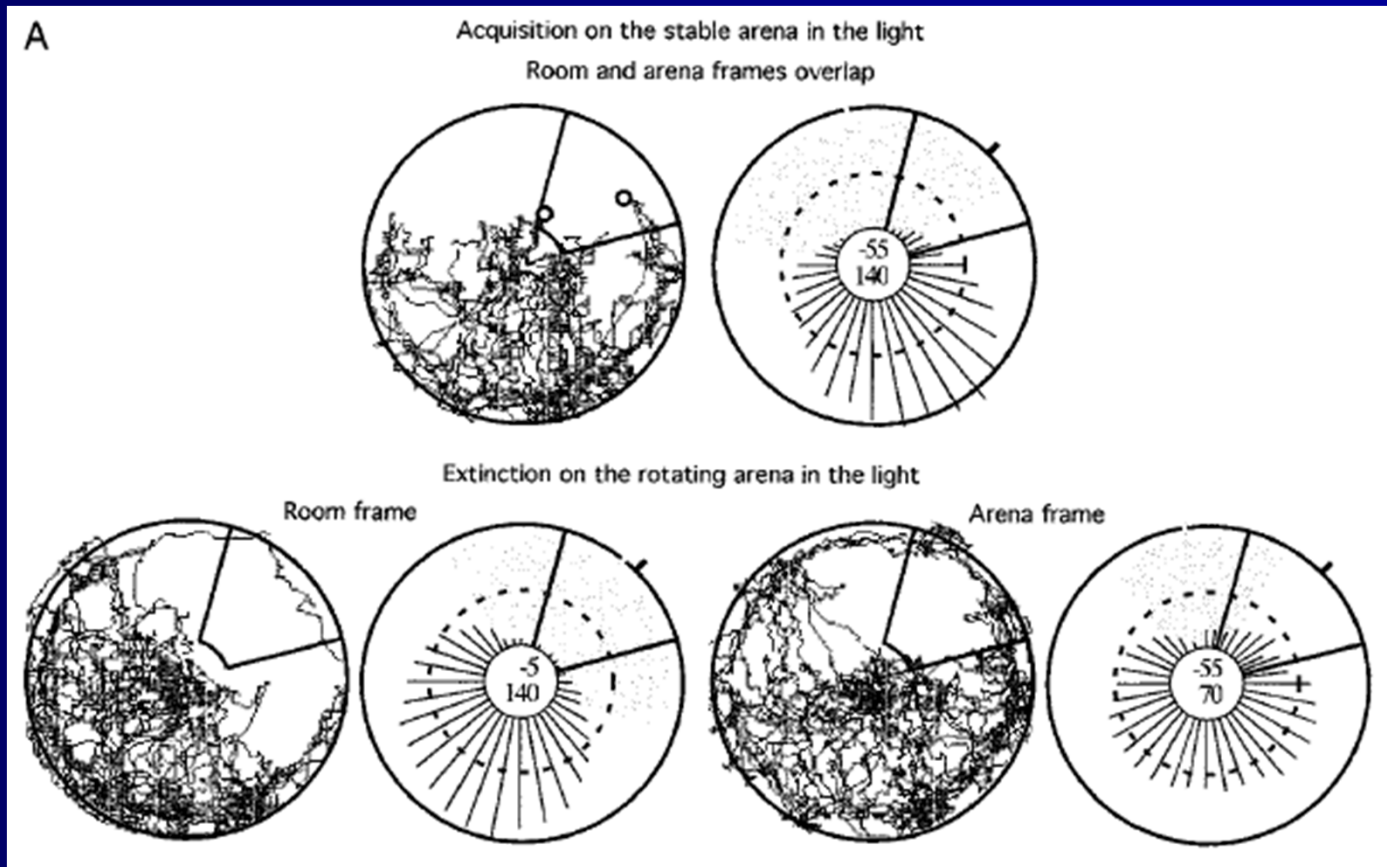 A
Acquisition on the stable arena in the light
Room and arena frames overlap
-55
140
Extinction on the rotating arena in the light
Room frame
Arena frame
-5
140
-55
70